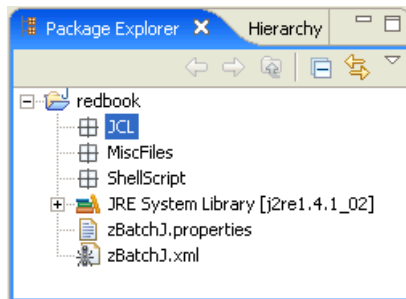 Package Explorer Hierarchy
redbook
JCL
MiscFiles
ShellScript
JRE System Library [j2re1.4.1_02]
zBatchJ.properties
zBatchJ.xml